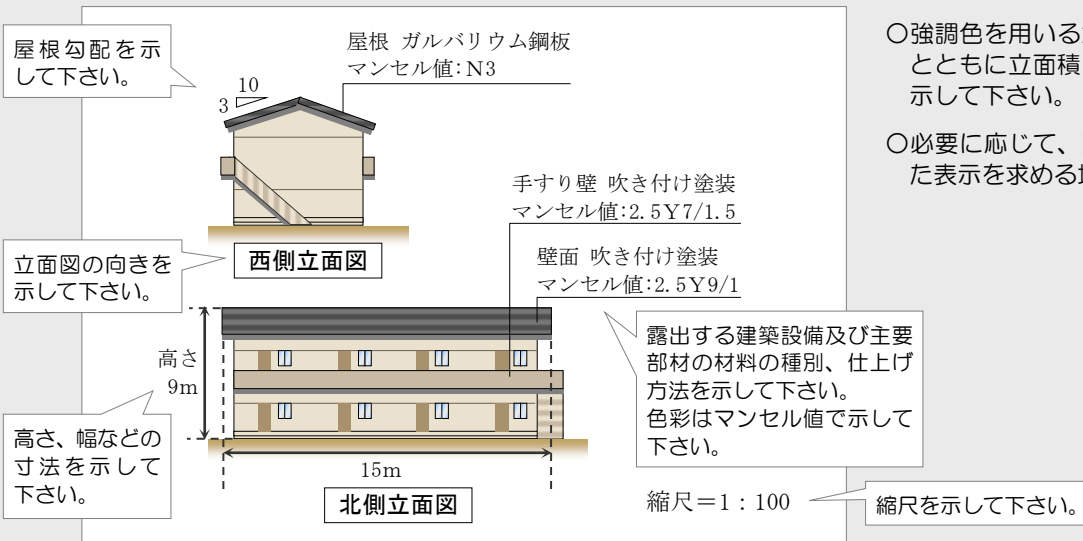 屋根勾配を示
して下さい。
屋根 ガルバリウム鋼板
マンセル値：N3
10
3
手すり壁 吹き付け塗装
マンセル値：2.5Y7/1.5
壁面 吹き付け塗装
マンセル値：2.5Y9/1
西側立面図
立面図の向きを
示して下さい。
高さ
9m
高さ、幅などの
寸法を示して
下さい。
15m
北側立面図
露出する建築設備及び主要
部材の材料の種別、仕上げ
方法を示して下さい。
色彩はマンセル値で示して
下さい。
縮尺＝1：100
縮尺を示して下さい。
○強調色を用いる
とともに立面積
示して下さい。
○必要に応じて、
た表示を求める